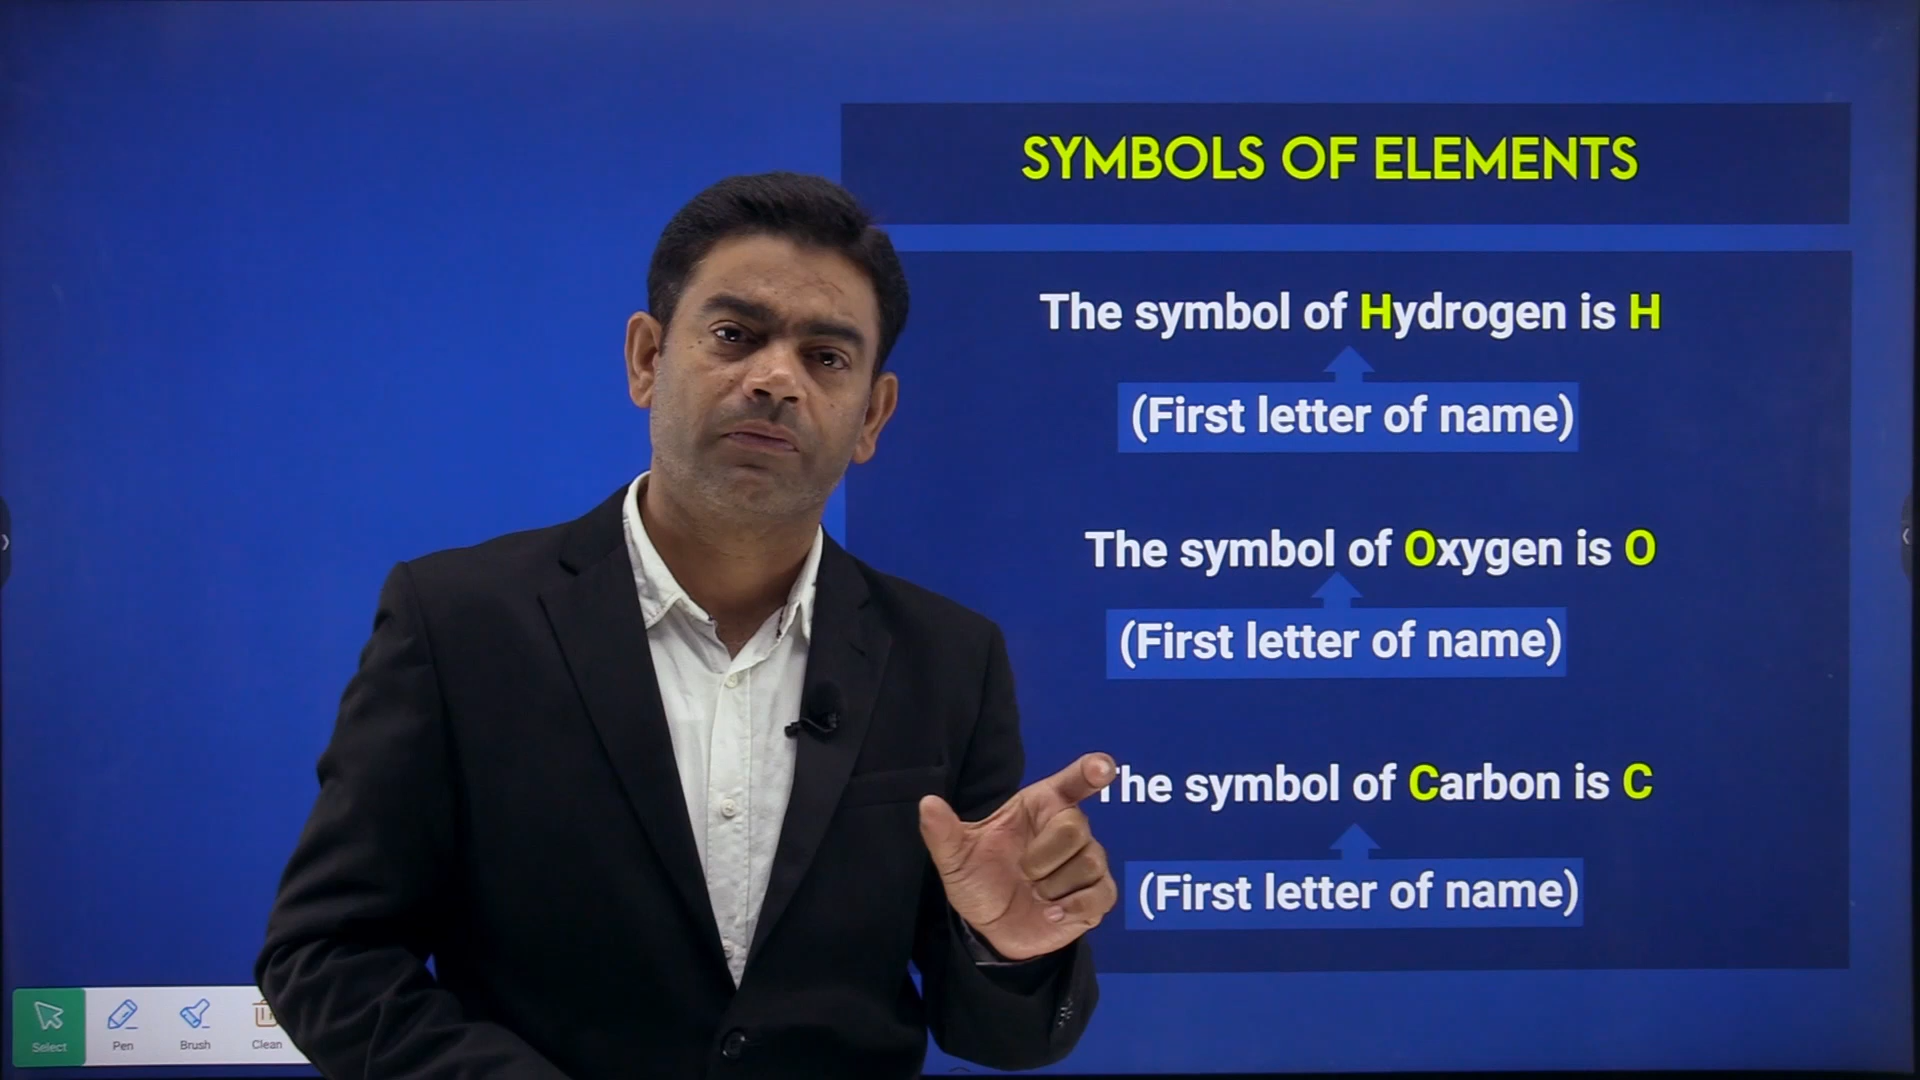 SYMBOLS OF ELEMENTS
The symbol of Hydrogen is H
(First letter of name)
The symbol of Oxygen is O
(First letter of name)
The symbol of Carbon is C
(First letter of name)
Select Pen Brush Clean